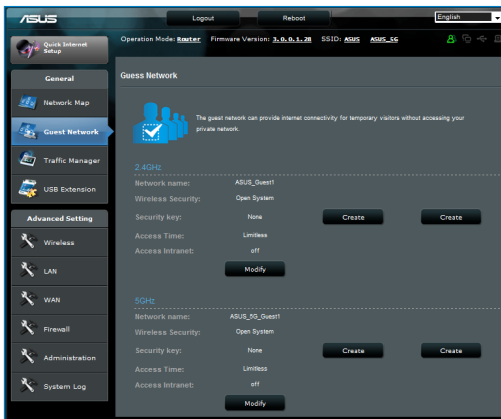 ASUS
Logout Reboot English
Quick Internet Setup
Operation Mode: Router Firmware Version: 3.0.0.1.28 SSID: ASUS ASUS_5G
General
Network Map
Guest Network
Traffic Manager
USB Extension
Advanced Setting
Wireless
LAN
WAN
Firewall
Administration
System Log
Guess Network
The guest network can provide internet connectivity for temporary visitors without accessing your
private network.
2.4GHz
Network name: ASUS_Guest1
Wireless Security: Open System
Security key: None Create Create
Access Time: Limitless
Access Intranet: off
Modify
5GHz
Network name: ASUS_5G_Guest1
Wireless Security: Open System
Security key: None Create Create
Access Time: Limitless
Access Intranet: off
Modify